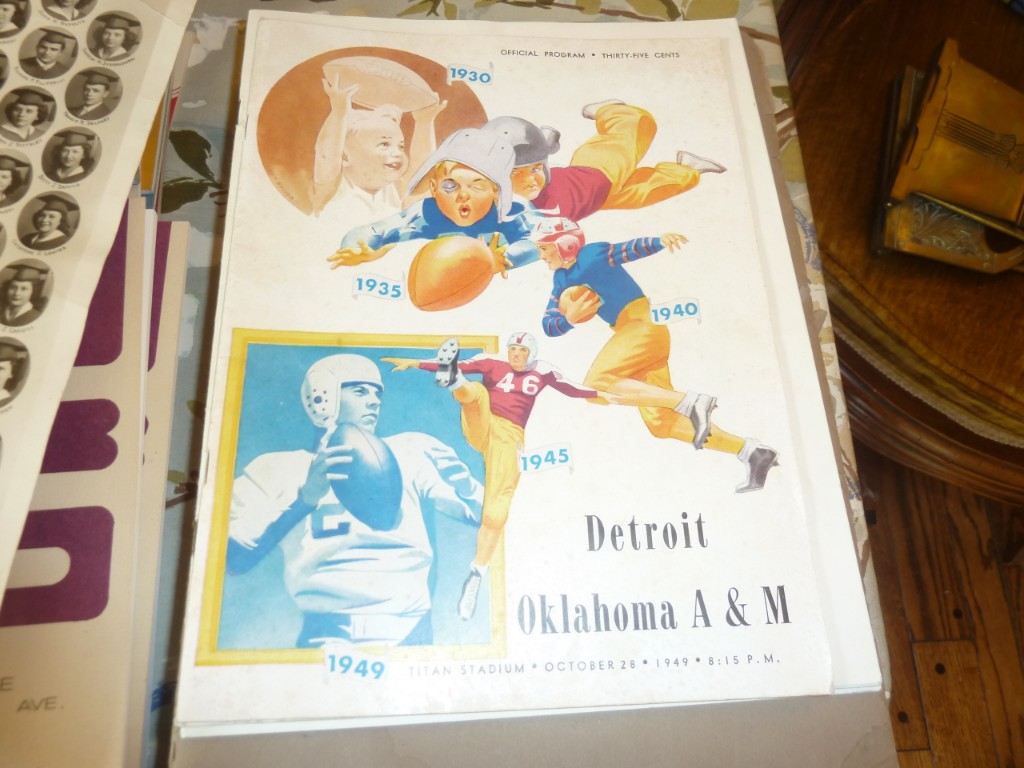 OFFICIAL PROGRAM • THIRTY-FIVE CENTS
1930
1935
1940
46
1945
2
Detroit
Oklahoma A & M
1949
TITAN STADIUM • OCTOBER 28 • 1949 • 8:15 P.M.
E
AVE.